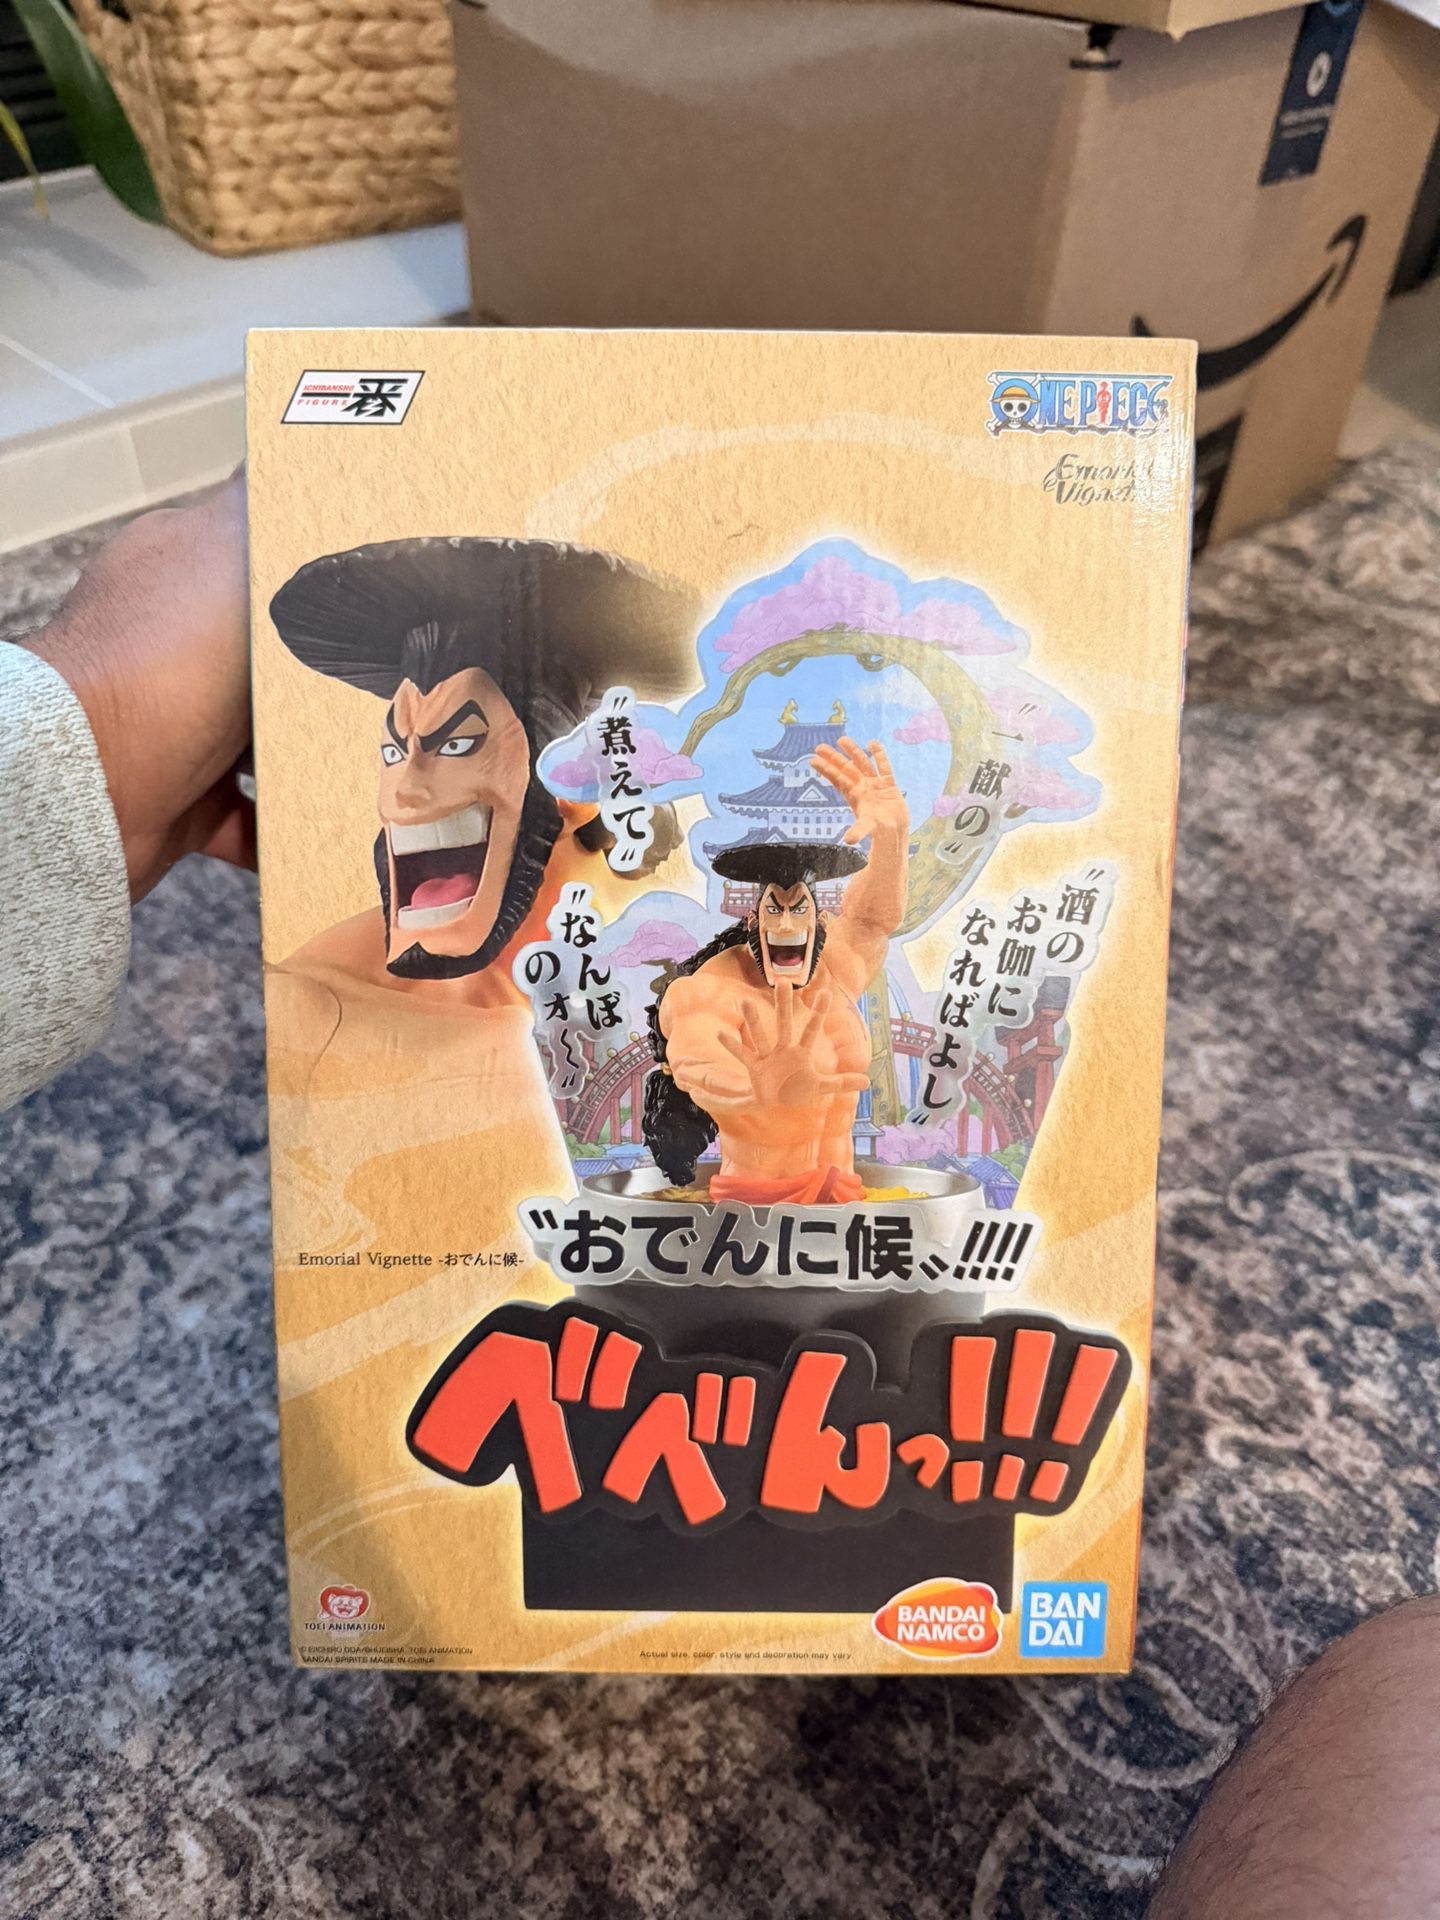 ICHIBANSHO
FIGURE
一番
ONE PIECE
Emorial
Vignette
"煮えて"
"なんぼ
のォ〜〜"
"一献の"
"酒の
お伽に
なればよし"
"おでんに候"!!!!
Emorial Vignette -おでんに候-
べべんっ!!!
TOEI ANIMATION
© EIICHIRO ODA/SHUEISHA, TOEI ANIMATION
BANDAI SPIRITS MADE IN CHINA
Actual size, color, style and decoration may vary.
BANDAI
NAMCO
BAN
DAI